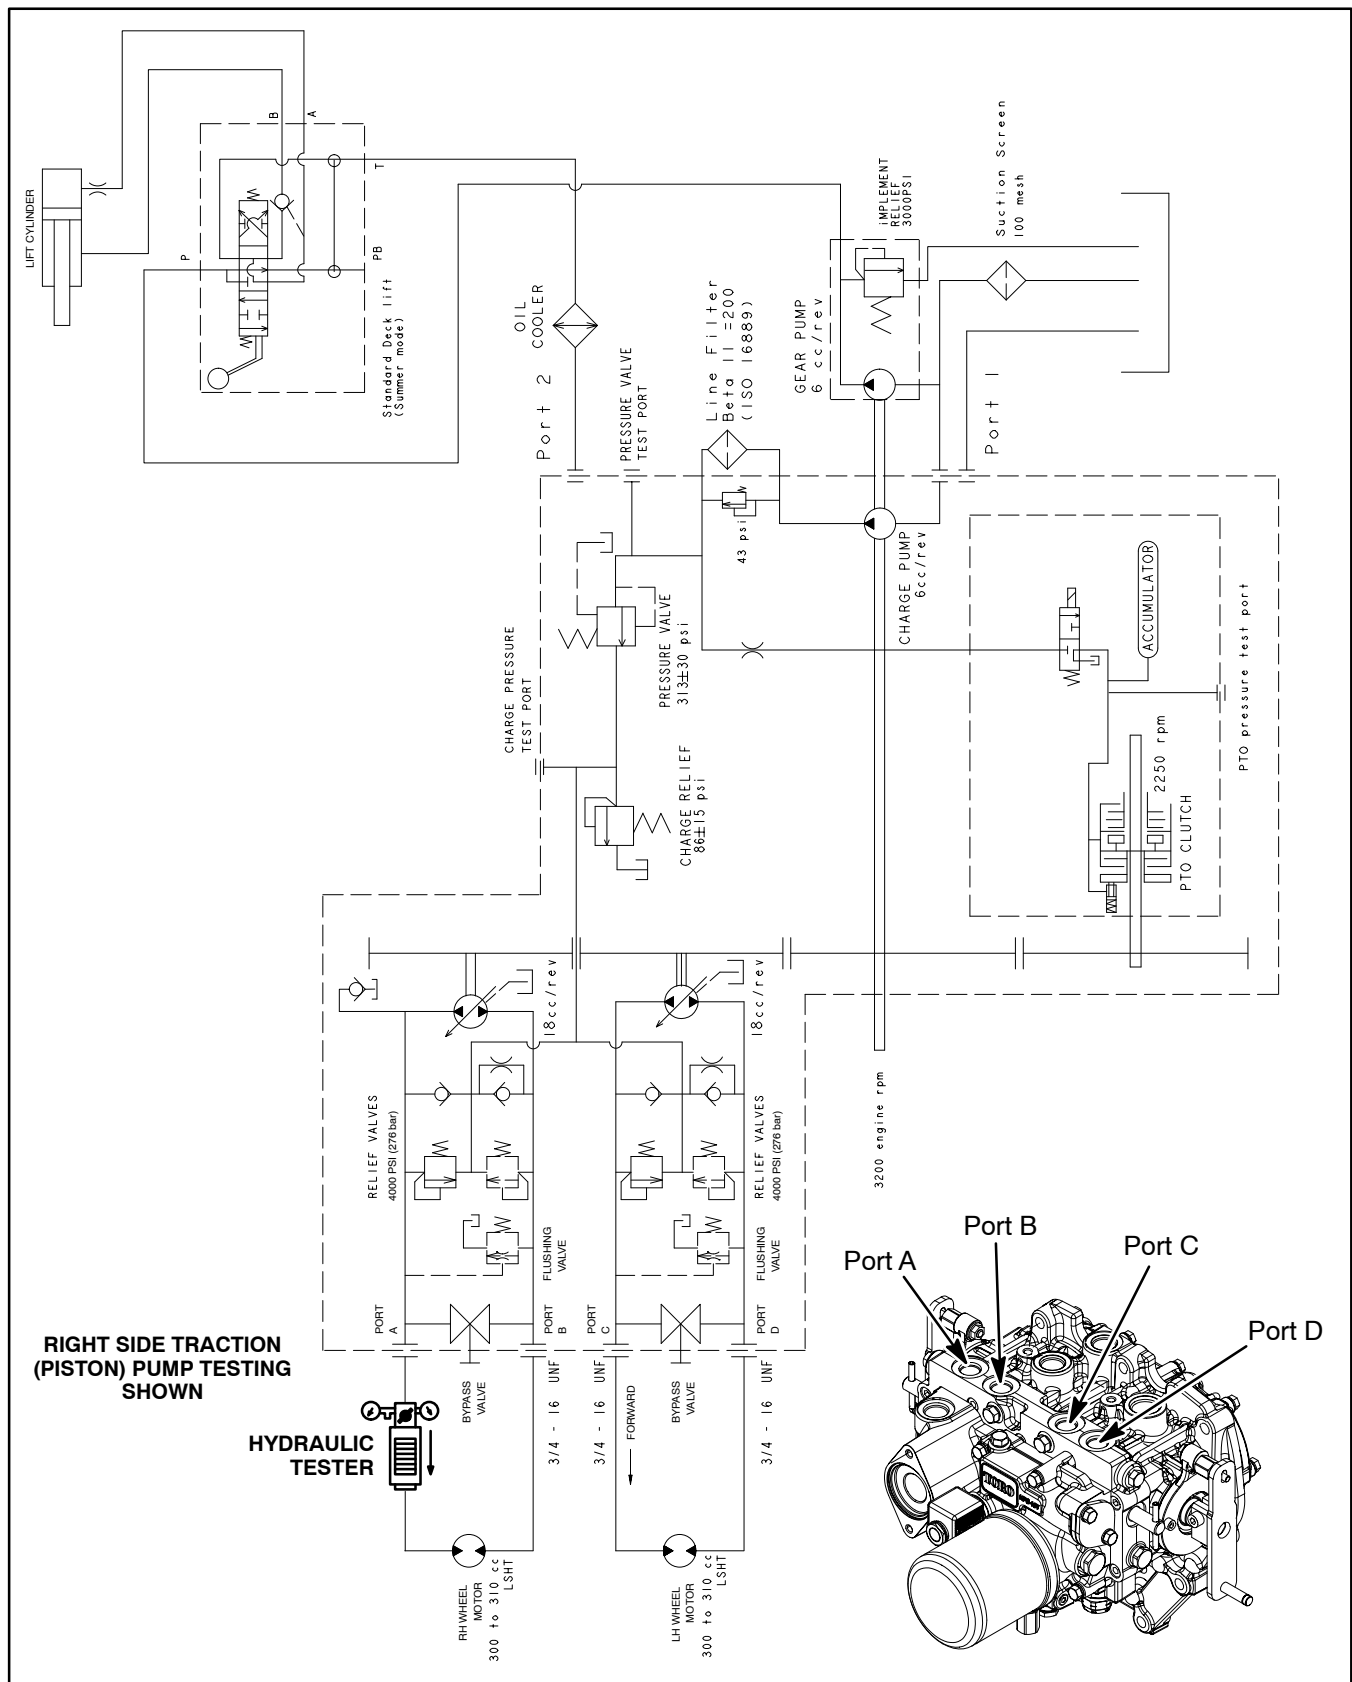 LIFT CYLINDER
B
A
T
P
PB
Standard Deck lift
(Summer mode)
OIL
COOLER
Port 2
PRESSURE VALVE
TEST PORT
Line Filter
Beta 11 =200
(ISO 16889)
43 psi
iMPLEMENT
RELIEF
3000PSI
GEAR PUMP
6 cc/rev
Suction Screen
100 mesh
Port 1
CHARGE PUMP
6cc/rev
ACCUMULATOR
PTO pressure test port
2250 rpm
PTO CLUTCH
PRESSURE VALVE
313±30 psi
CHARGE PRESSURE
TEST PORT
CHARGE RELIEF
86±15 psi
18cc/rev
18cc/rev
RELIEF VALVES
4000 PSI (276 bar)
RELIEF VALVES
4000 PSI (276 bar)
3200 engine rpm
FLUSHING
VALVE
FLUSHING
VALVE
PORT
A
PORT
B
PORT
C
PORT
D
BYPASS
VALVE
3/4 - 16 UNF
3/4 - 16 UNF
FORWARD
BYPASS
VALVE
3/4 - 16 UNF
RIGHT SIDE TRACTION
(PISTON) PUMP TESTING
SHOWN
HYDRAULIC
TESTER
RH WHEEL
MOTOR
300 to 310 cc
LSHT
LH WHEEL
MOTOR
300 to 310 cc
LSHT
Port A
Port B
Port C
Port D
TORO